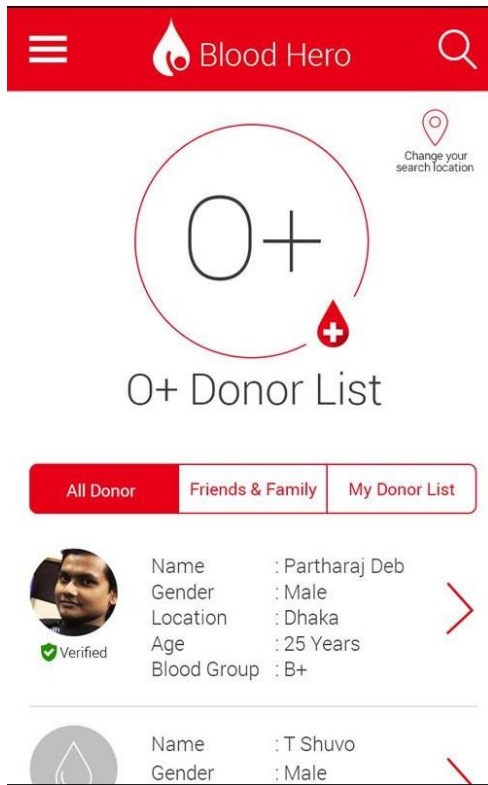 Blood Hero
Change your
search location
O+
O+ Donor List
All Donor Friends & Family My Donor List
Name : Partharaj Deb
Gender : Male
Location : Dhaka
Age : 25 Years
Blood Group : B+
Verified
Name : T Shuvo
Gender : Male